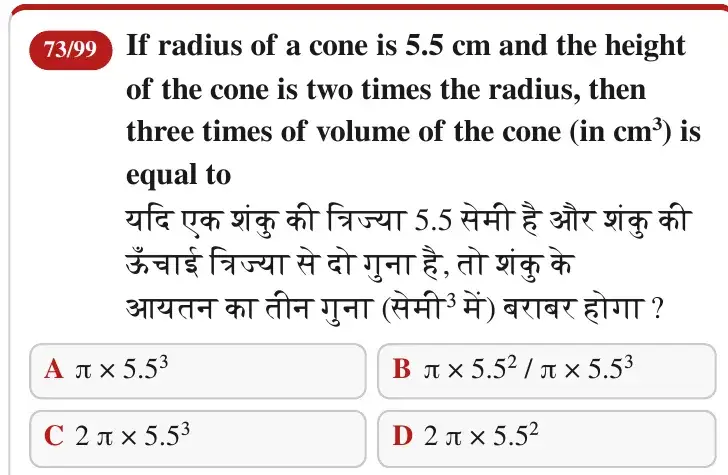 73/99 If radius of a cone is 5.5 cm and the height
of the cone is two times the radius, then
three times of volume of the cone (in cm³) is
equal to
यदि एक शंकु की त्रिज्या 5.5 सेमी है और शंकु की
ऊँचाई त्रिज्या से दो गुना है, तो शंकु के
आयतन का तीन गुना (सेमी³ में) बराबर होगा ?
A π × 5.5³
B π × 5.5² / π × 5.5³
C 2 π × 5.5³
D 2 π × 5.5²